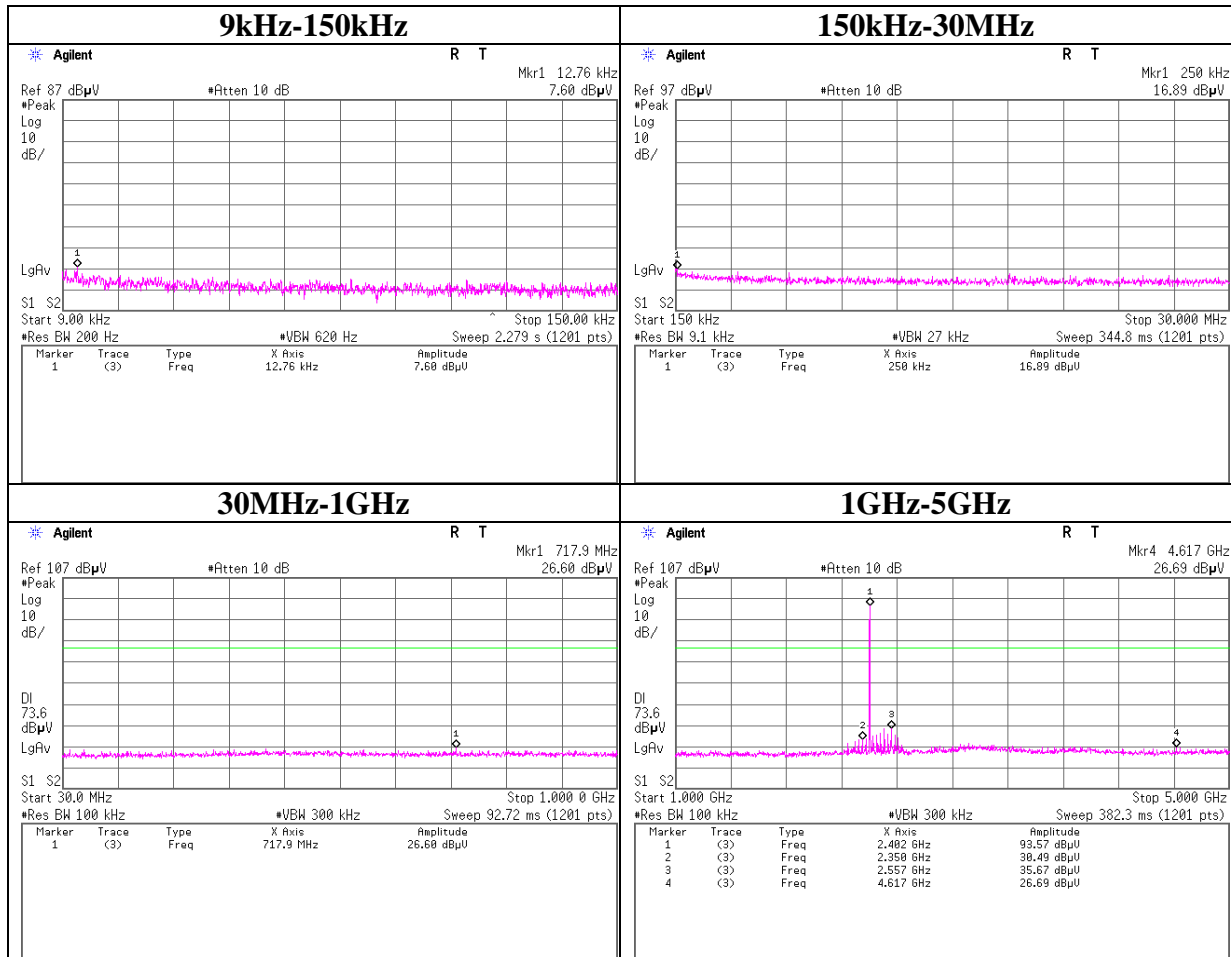 9kHz-150kHz
Agilent R T
Mkr1 12.76 kHz
Ref 87 dBµV #Atten 10 dB 7.60 dBµV
#Peak
Log
10
dB/
1
LgAv
S1 S2
Start 9.00 kHz ^ Stop 150.00 kHz
#Res BW 200 Hz #VBW 620 Hz Sweep 2.279 s (1201 pts)
Marker Trace Type X Axis Amplitude
1 (3) Freq 12.76 kHz 7.60 dBµV
150kHz-30MHz
Agilent R T
Mkr1 250 kHz
Ref 97 dBµV #Atten 10 dB 16.89 dBµV
#Peak
Log
10
dB/
1
LgAv
S1 S2
Start 150 kHz Stop 30.000 MHz
#Res BW 9.1 kHz #VBW 27 kHz Sweep 344.8 ms (1201 pts)
Marker Trace Type X Axis Amplitude
1 (3) Freq 250 kHz 16.89 dBµV
30MHz-1GHz
Agilent R T
Mkr1 717.9 MHz
Ref 107 dBµV #Atten 10 dB 26.60 dBµV
#Peak
Log
10
dB/
DI
73.6
dBµV
1
LgAv
S1 S2
Start 30.0 MHz Stop 1.000 0 GHz
#Res BW 100 kHz #VBW 300 kHz Sweep 92.72 ms (1201 pts)
Marker Trace Type X Axis Amplitude
1 (3) Freq 717.9 MHz 26.60 dBµV
1GHz-5GHz
Agilent R T
Mkr4 4.617 GHz
Ref 107 dBµV #Atten 10 dB 26.69 dBµV
#Peak
1
Log
10
dB/
DI
73.6
3
dBµV
2 4
LgAv
S1 S2
Start 1.000 GHz Stop 5.000 GHz
#Res BW 100 kHz #VBW 300 kHz Sweep 382.3 ms (1201 pts)
Marker Trace Type X Axis Amplitude
1 (3) Freq 2.402 GHz 93.57 dBµV
2 (3) Freq 2.350 GHz 30.49 dBµV
3 (3) Freq 2.557 GHz 35.67 dBµV
4 (3) Freq 4.617 GHz 26.69 dBµV